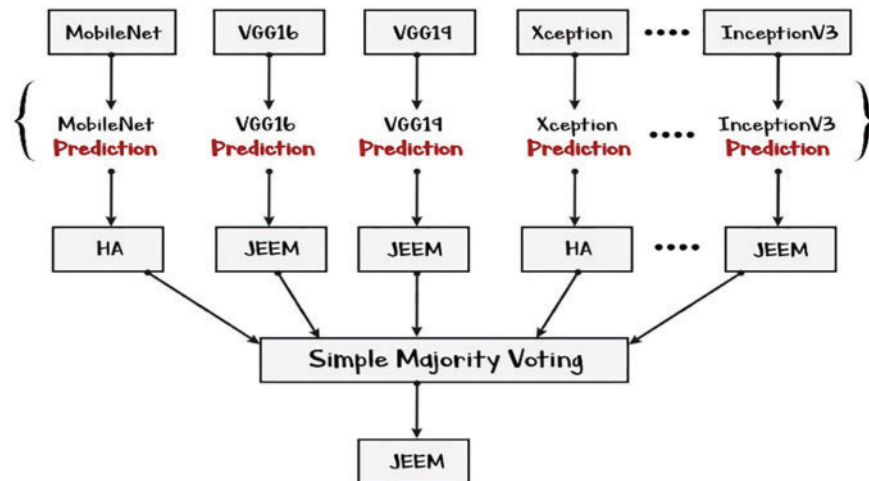 MobileNet VGG16 VGG19 Xception •••• InceptionV3
MobileNet VGG16 VGG19 Xception •••• InceptionV3
Prediction Prediction Prediction Prediction Prediction
HA JEEM JEEM HA •••• JEEM
Simple Majority Voting
JEEM